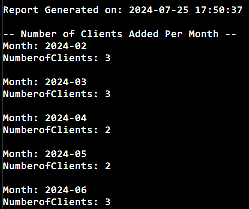 Report Generated on: 2024-07-25 17:50:37
-- Number of Clients Added Per Month --
Month: 2024-02
NumberofClients: 3
Month: 2024-03
NumberofClients: 3
Month: 2024-04
NumberofClients: 2
Month: 2024-05
NumberofClients: 2
Month: 2024-06
NumberofClients: 3